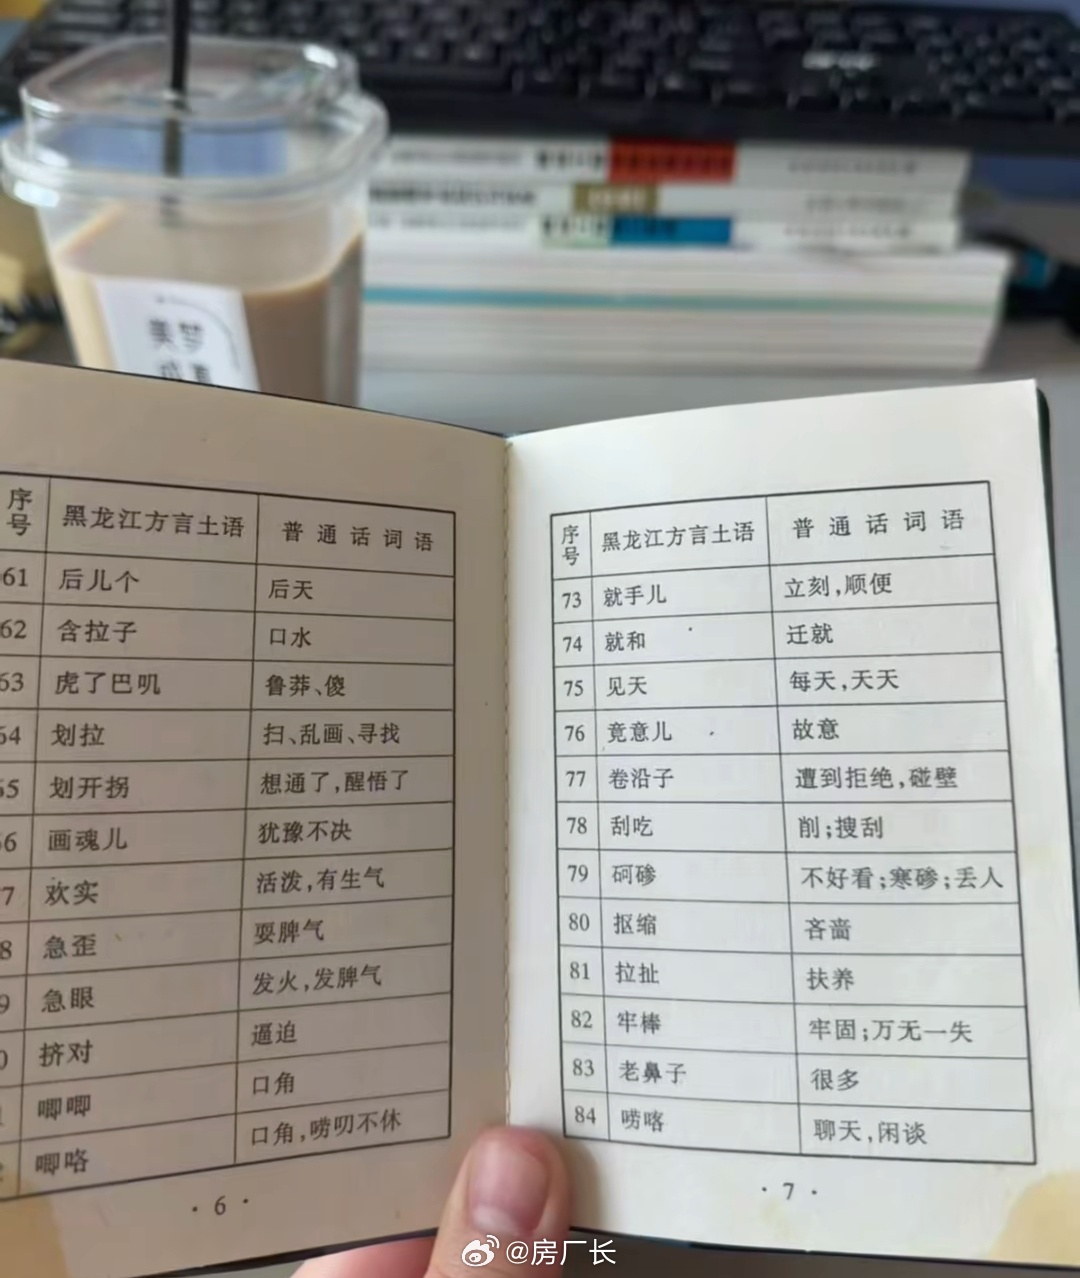 美梦
序号 黑龙江方言土语 普通话词语
61 后儿个 后天
62 含拉子 口水
63 虎了巴叽 鲁莽、傻
64 划拉 扫、乱画、寻找
65 划开拐 想通了,醒悟了
66 画魂儿 犹豫不决
7 欢实 活泼,有生气
8 急歪 耍脾气
9 急眼 发火,发脾气
0 挤对 逼迫
1 唧唧 口角
2 唧咯 口角,唠叨不休
·6·
序号 黑龙江方言土语 普通话词语
73 就手儿 立刻,顺便
74 就和 迁就
75 见天 每天,天天
76 竟意儿 故意
77 卷沿子 遭到拒绝,碰壁
78 刮吃 削;搜刮
79 砢碜 不好看;寒碜;丢人
80 抠缩 吝啬
81 拉扯 扶养
82 牢棒 牢固;万无一失
83 老鼻子 很多
84 唠喀 聊天,闲谈
·7·
@房厂长